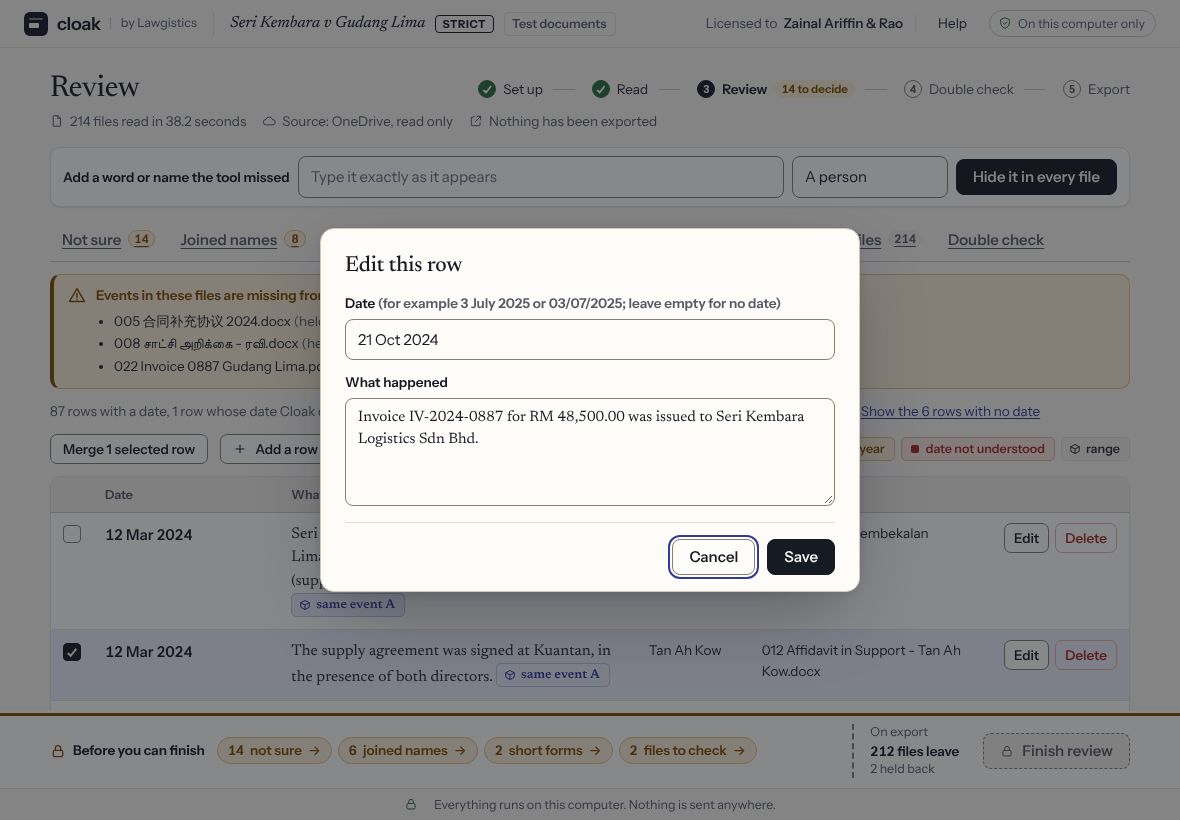 cloak by Lawgistics Seri Kembara v Gudang Lima STRICT Test documents Licensed to Zainal Ariffin & Rao Help On this computer only
Review Set up Read 3 Review 14 to decide 4 Double check 5 Export
214 files read in 38.2 seconds Source: OneDrive, read only Nothing has been exported
Add a word or name the tool missed Type it exactly as it appears A person Hide it in every file
Not sure 14 Joined names 8 214 Double check
Events in these files are missing
005 合同补充协议 2024.docx
008 சாட்சி அறிக்கை - ரவி.docx
022 Invoice 0887 Gudang Lima
87 rows with a date, 1 row whose date Cloak Show the 6 rows with no date
Merge 1 selected row + Add a row year date not understood range
Date
12 Mar 2024 Seri
Edit Delete
same event A
12 Mar 2024 The supply agreement was signed at Kuantan, in Tan Ah Kow 012 Affidavit in Support - Tan Ah Edit Delete
the presence of both directors. same event A Kow.docx
Edit this row
Date (for example 3 July 2025 or 03/07/2025; leave empty for no date)
21 Oct 2024
What happened
Invoice IV-2024-0887 for RM 48,500.00 was issued to Seri Kembara
Logistics Sdn Bhd.
Cancel Save
Before you can finish 14 not sure → 6 joined names → 2 short forms → 2 files to check →
On export
212 files leave
2 held back
Finish review
Everything runs on this computer. Nothing is sent anywhere.